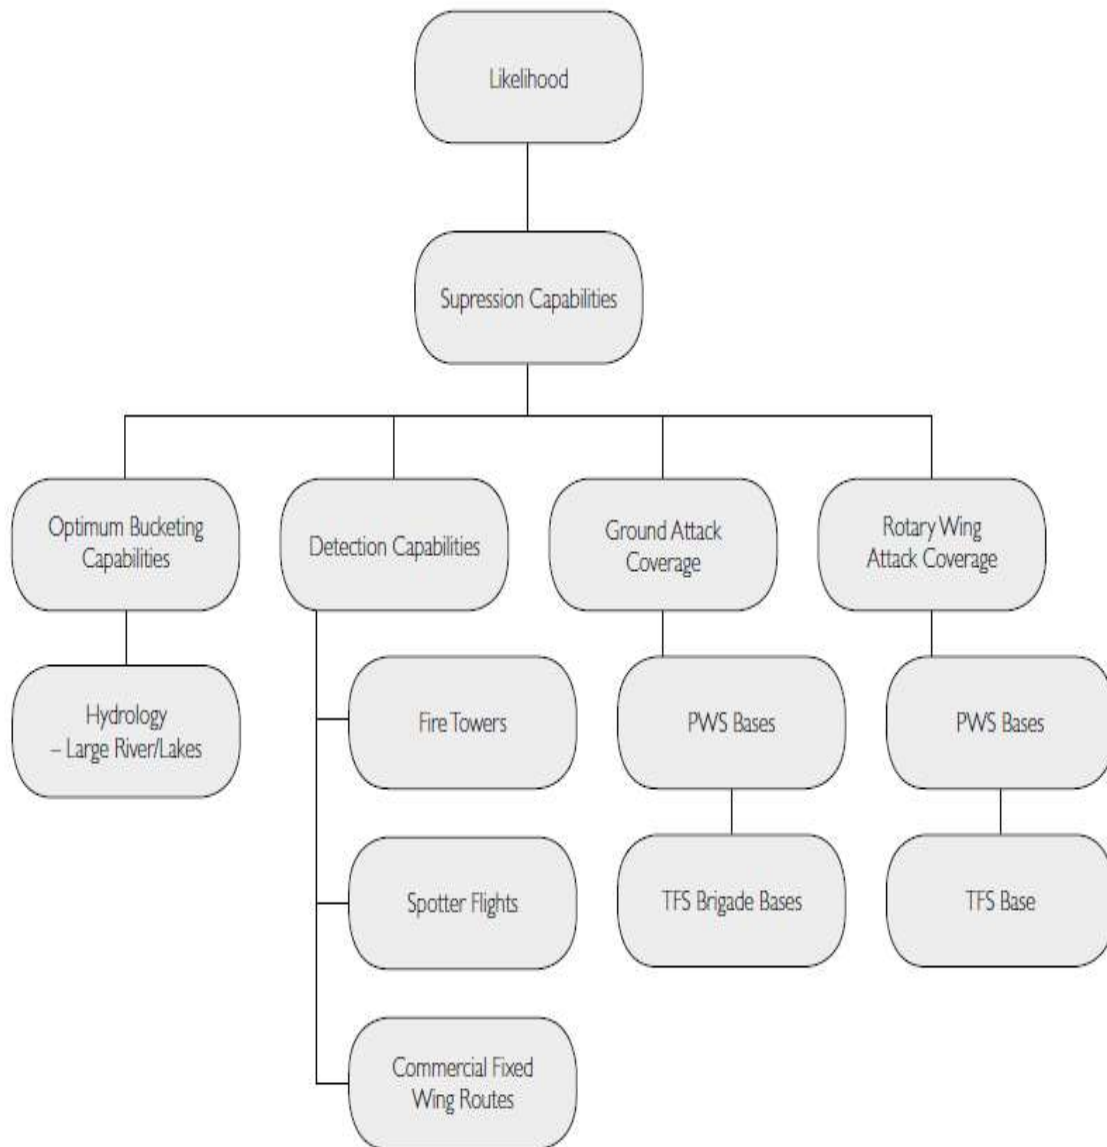 Likelihood
Supression Capabilities
Optimum Bucketing
Capabilities
Detection Capabilities
Ground Attack
Coverage
Rotary Wing
Attack Coverage
Hydrology
– Large River/Lakes
Fire Towers
PWS Bases
PWS Bases
Spotter Flights
TFS Brigade Bases
TFS Base
Commercial Fixed
Wing Routes